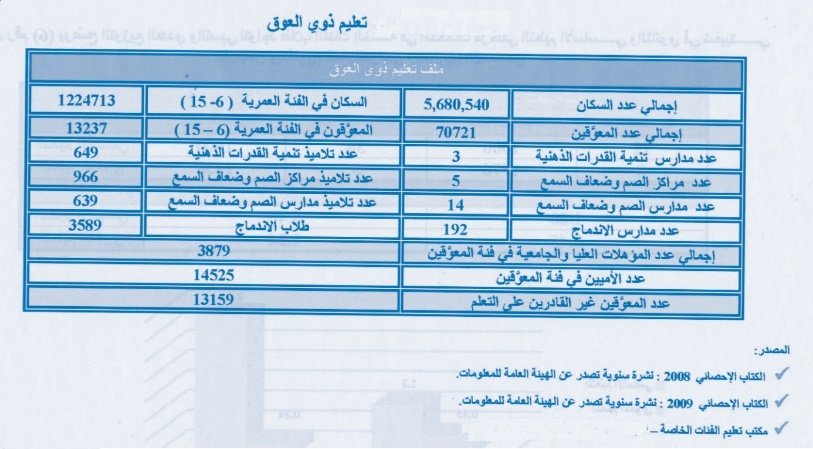 تعليم ذوي العوق
ملف تعليم ذوي العوق
إجمالي عدد السكان 5,680,540 السكان في الفئة العمرية ( 6- 15 ) 1224713
إجمالي عدد المعوّقين 70721 المعوّقون في الفئة العمرية (6 – 15 ) 13237
عدد مدارس تنمية القدرات الذهنية 3 عدد تلاميذ تنمية القدرات الذهنية 649
عدد مراكز الصم وضعاف السمع 5 عدد تلاميذ مراكز الصم وضعاف السمع 966
عدد مدارس الصم وضعاف السمع 14 عدد تلاميذ مدارس الصم وضعاف السمع 639
عدد مدارس الاندماج 192 طلاب الاندماج 3589
إجمالي عدد المؤهلات العليا والجامعية في فئة المعوّقين 3879
عدد الأميين في فئة المعوّقين 14525
عدد المعوّقين غير القادرين على التعلم 13159
المصدر:
✓ الكتاب الإحصائي 2008 : نشرة سنوية تصدر عن الهيئة العامة للمعلومات.
✓ الكتاب الإحصائي 2009 : نشرة سنوية تصدر عن الهيئة العامة للمعلومات.
✓ مكتب تعليم الفئات الخاصة –